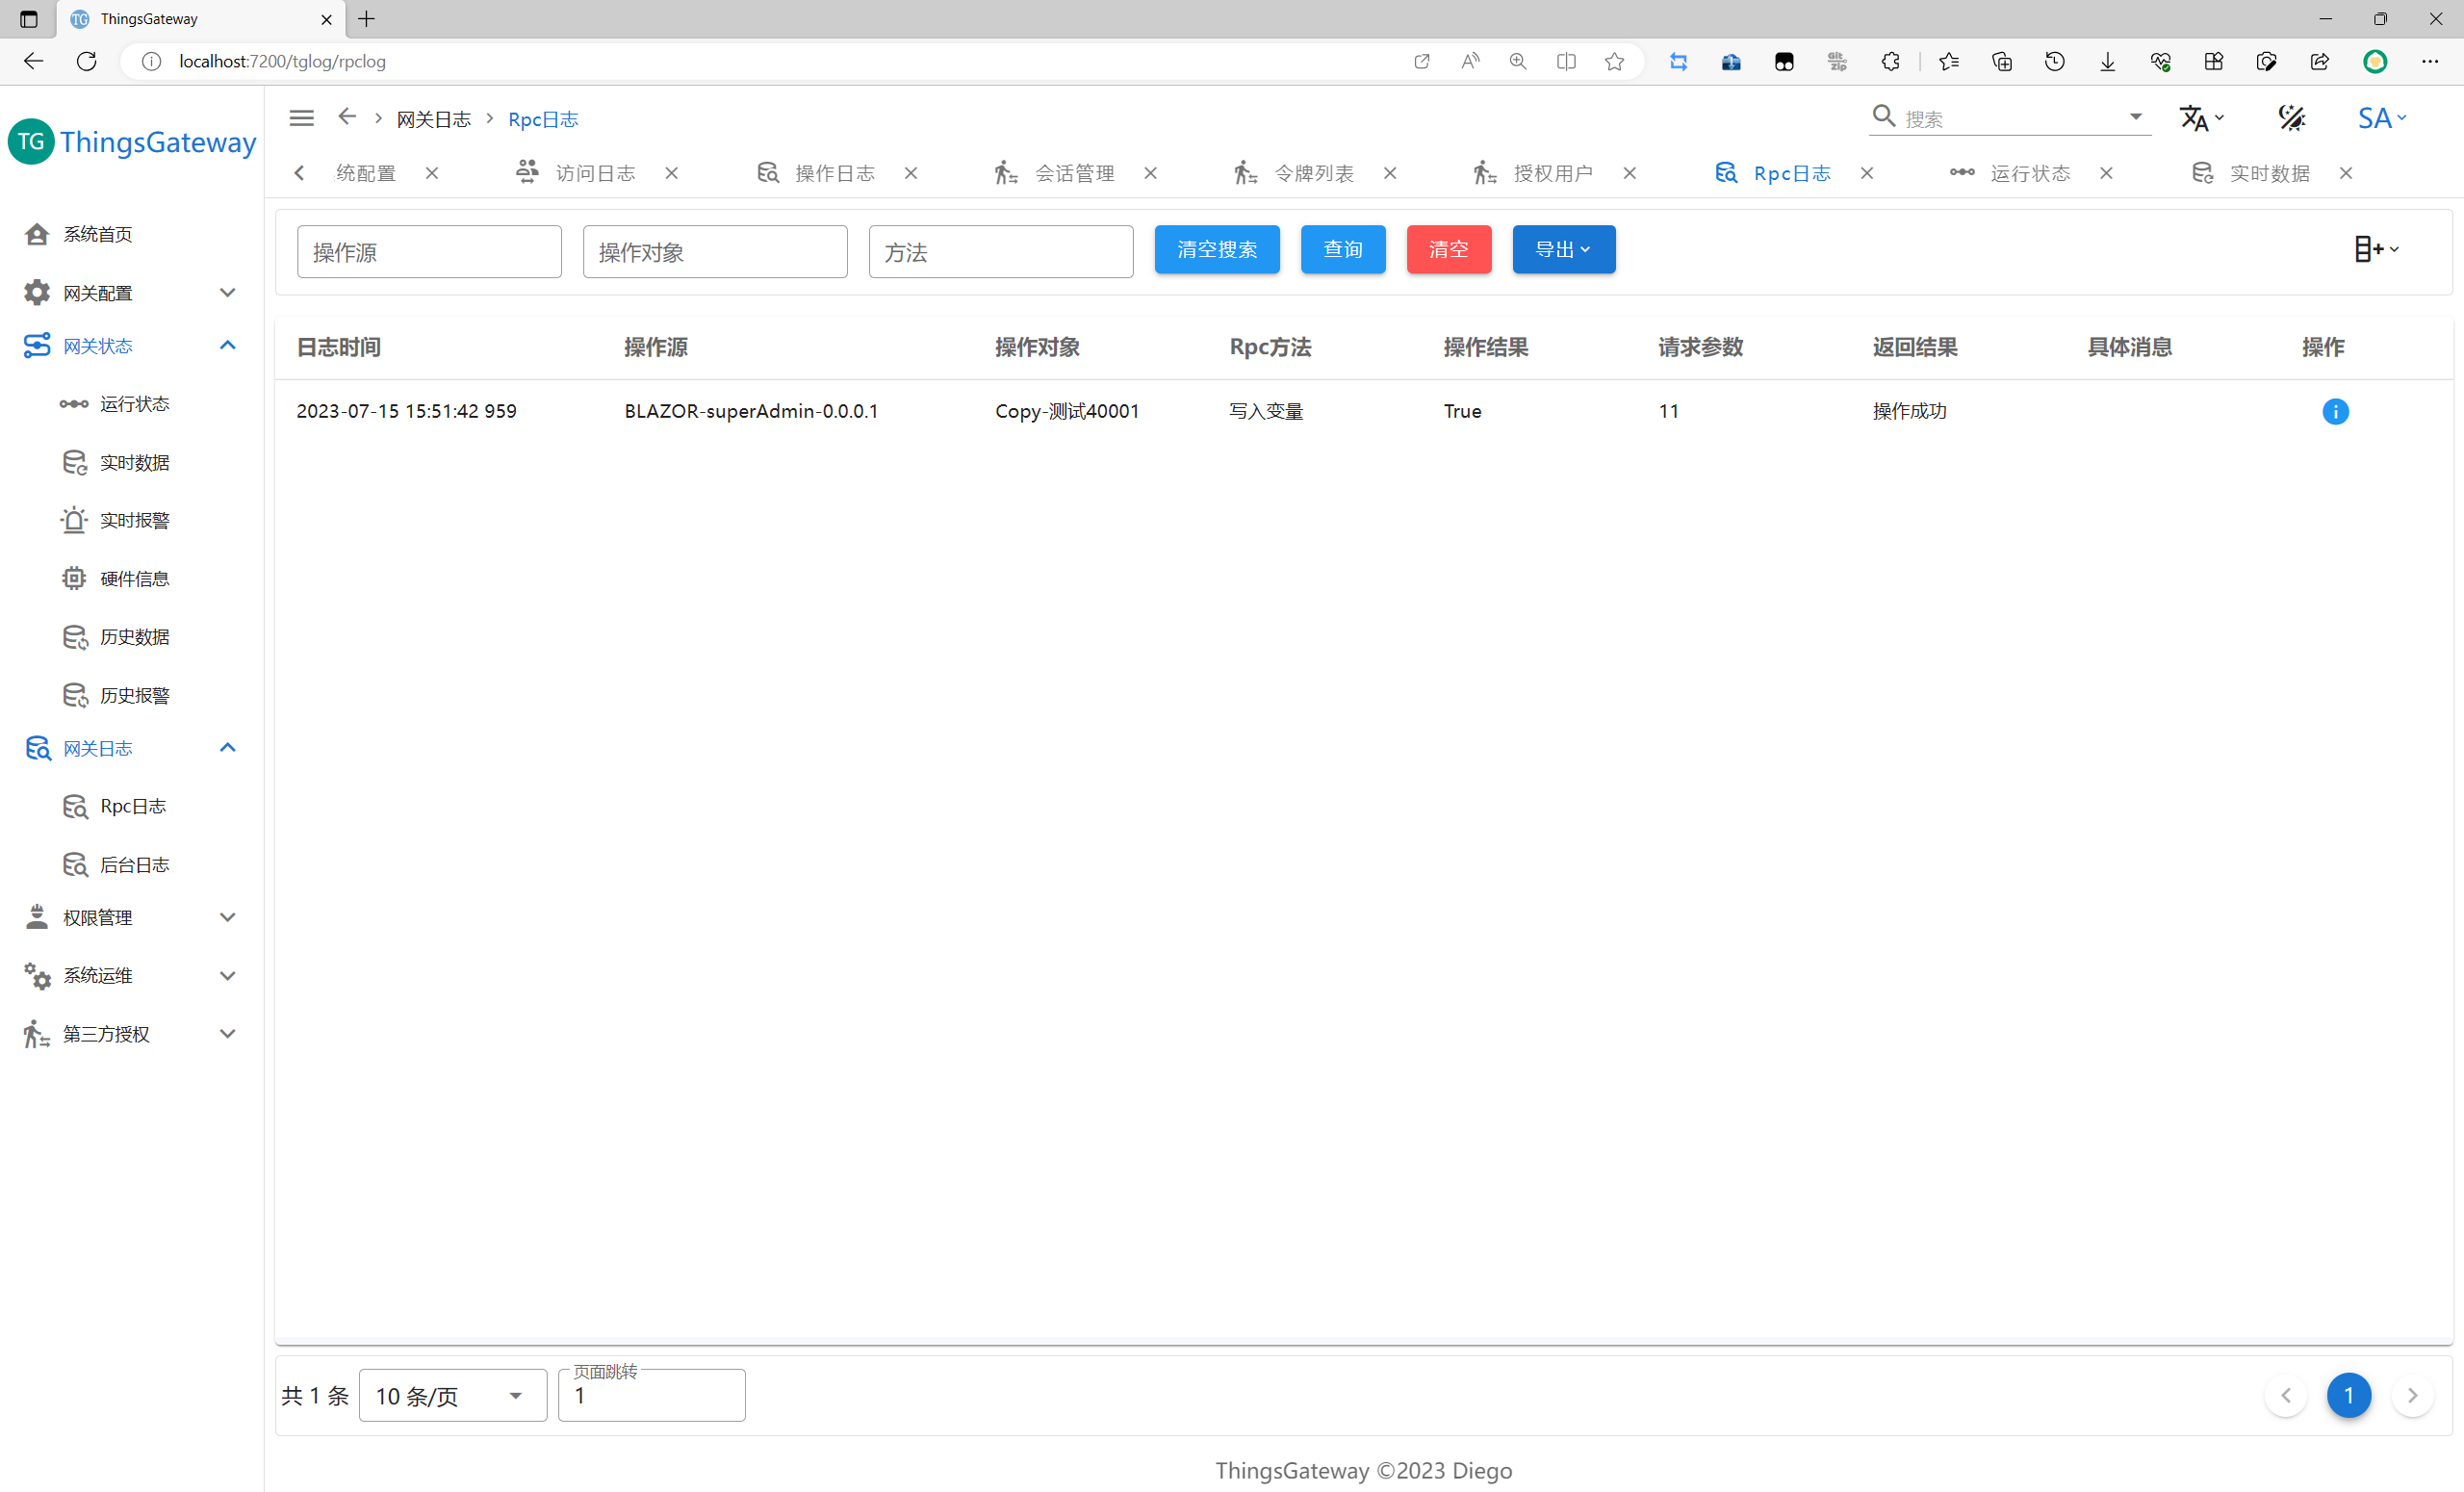 ThingsGateway
localhost:7200/tglog/rpclog
TG ThingsGateway
网关日志 Rpc日志
搜索
SA
统配置 访问日志 操作日志 会话管理 令牌列表 授权用户 Rpc日志 运行状态 实时数据
系统首页
网关配置
网关状态
运行状态
实时数据
实时报警
硬件信息
历史数据
历史报警
网关日志
Rpc日志
后台日志
权限管理
系统运维
第三方授权
操作源 操作对象 方法 清空搜索 查询 清空 导出
日志时间 操作源 操作对象 Rpc方法 操作结果 请求参数 返回结果 具体消息 操作
2023-07-15 15:51:42 959 BLAZOR-superAdmin-0.0.0.1 Copy-测试40001 写入变量 True 11 操作成功
共 1 条 10 条/页 页面跳转 1
1
ThingsGateway ©2023 Diego